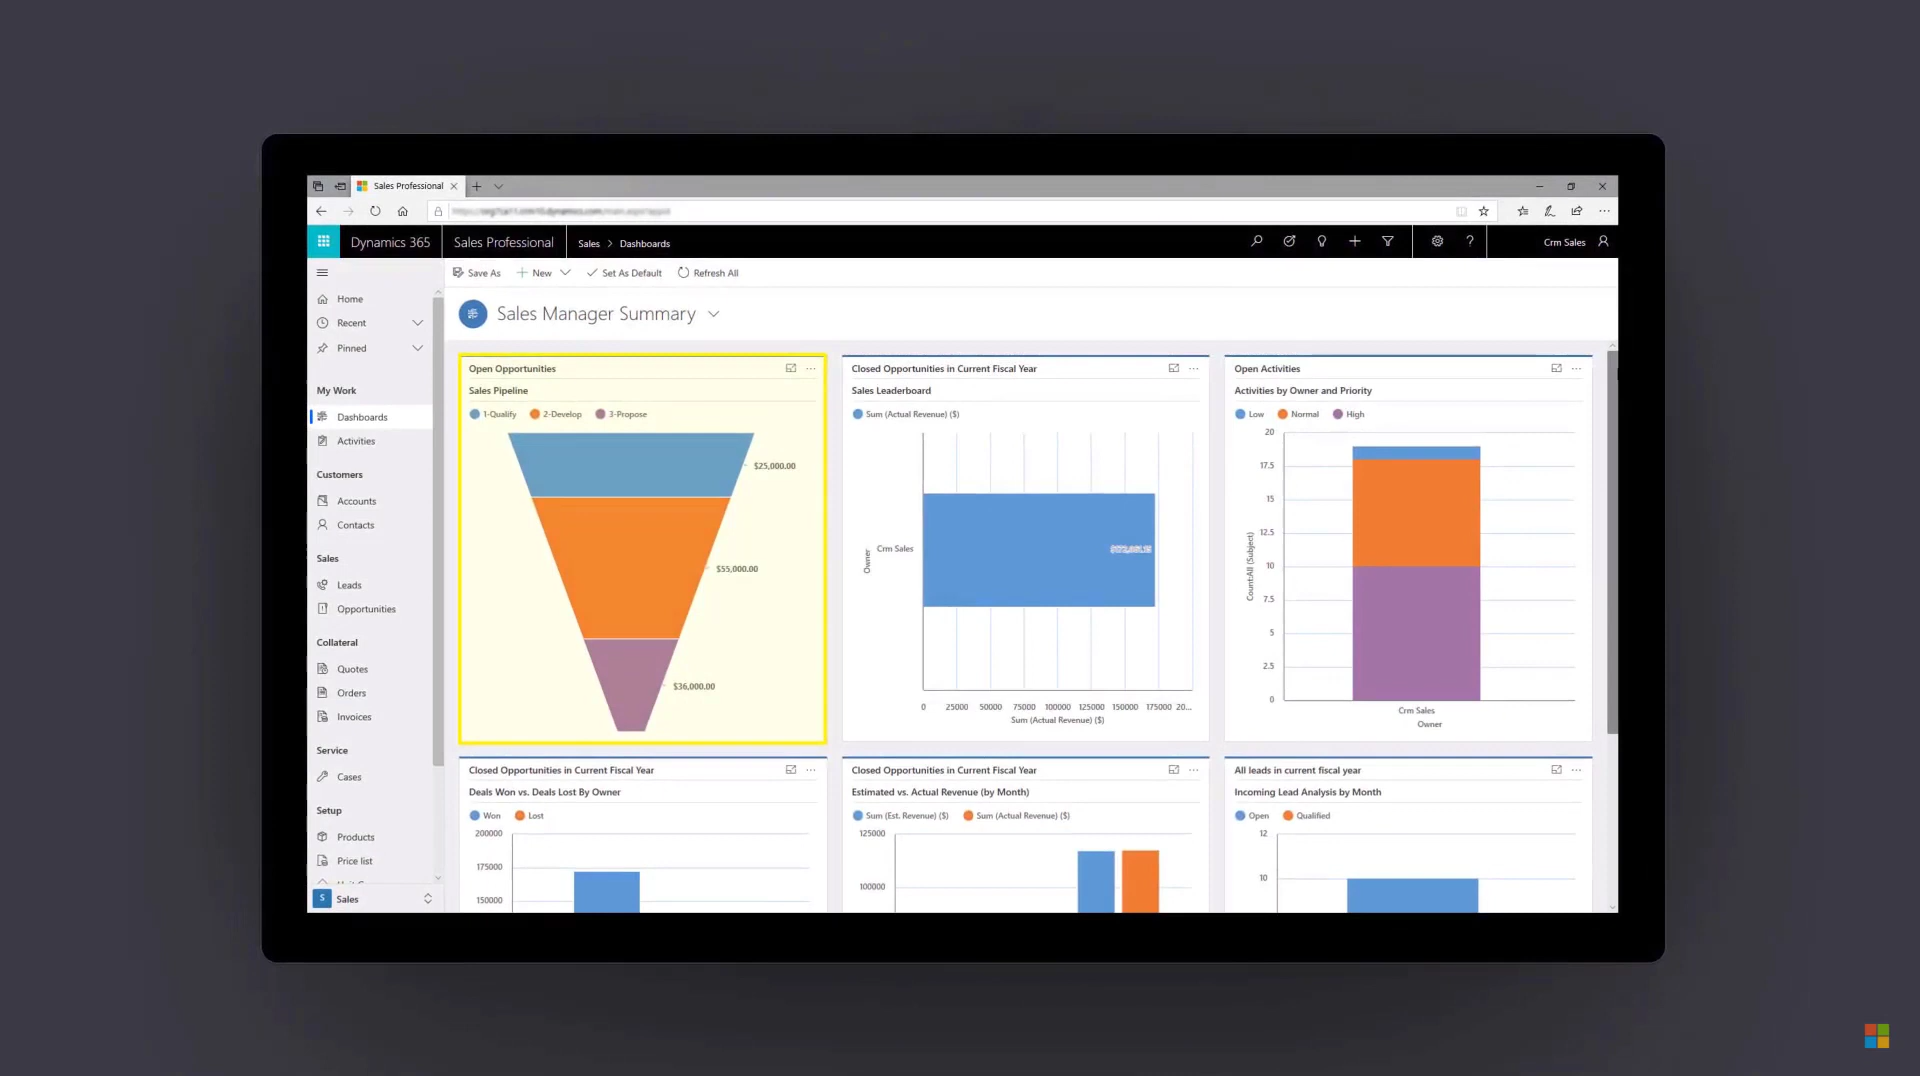 Sales Professional
Dynamics 365
Sales Professional
Sales > Dashboards
Crm Sales
Save As
New
Set As Default
Refresh All
Home
Recent
Pinned
My Work
Dashboards
Activities
Customers
Accounts
Contacts
Sales
Leads
Opportunities
Collateral
Quotes
Orders
Invoices
Service
Cases
Setup
Products
Price list
S Sales
Sales Manager Summary
Open Opportunities
Sales Pipeline
1-Qualify 2-Develop 3-Propose
$25,000.00
$55,000.00
$36,000.00
Closed Opportunities in Current Fiscal Year
Sales Leaderboard
Sum (Actual Revenue) ($)
Owner
Crm Sales
0 25000 50000 75000 100000 125000 150000 175000 20...
Sum (Actual Revenue) ($)
Open Activities
Activities by Owner and Priority
Low Normal High
20
17.5
15
12.5
10
7.5
5
2.5
0
Count:All (Subject)
Crm Sales
Owner
Closed Opportunities in Current Fiscal Year
Deals Won vs. Deals Lost By Owner
Won Lost
200000
175000
150000
Closed Opportunities in Current Fiscal Year
Estimated vs. Actual Revenue (by Month)
Sum (Est. Revenue) ($) Sum (Actual Revenue) ($)
125000
100000
All leads in current fiscal year
Incoming Lead Analysis by Month
Open Qualified
12
10